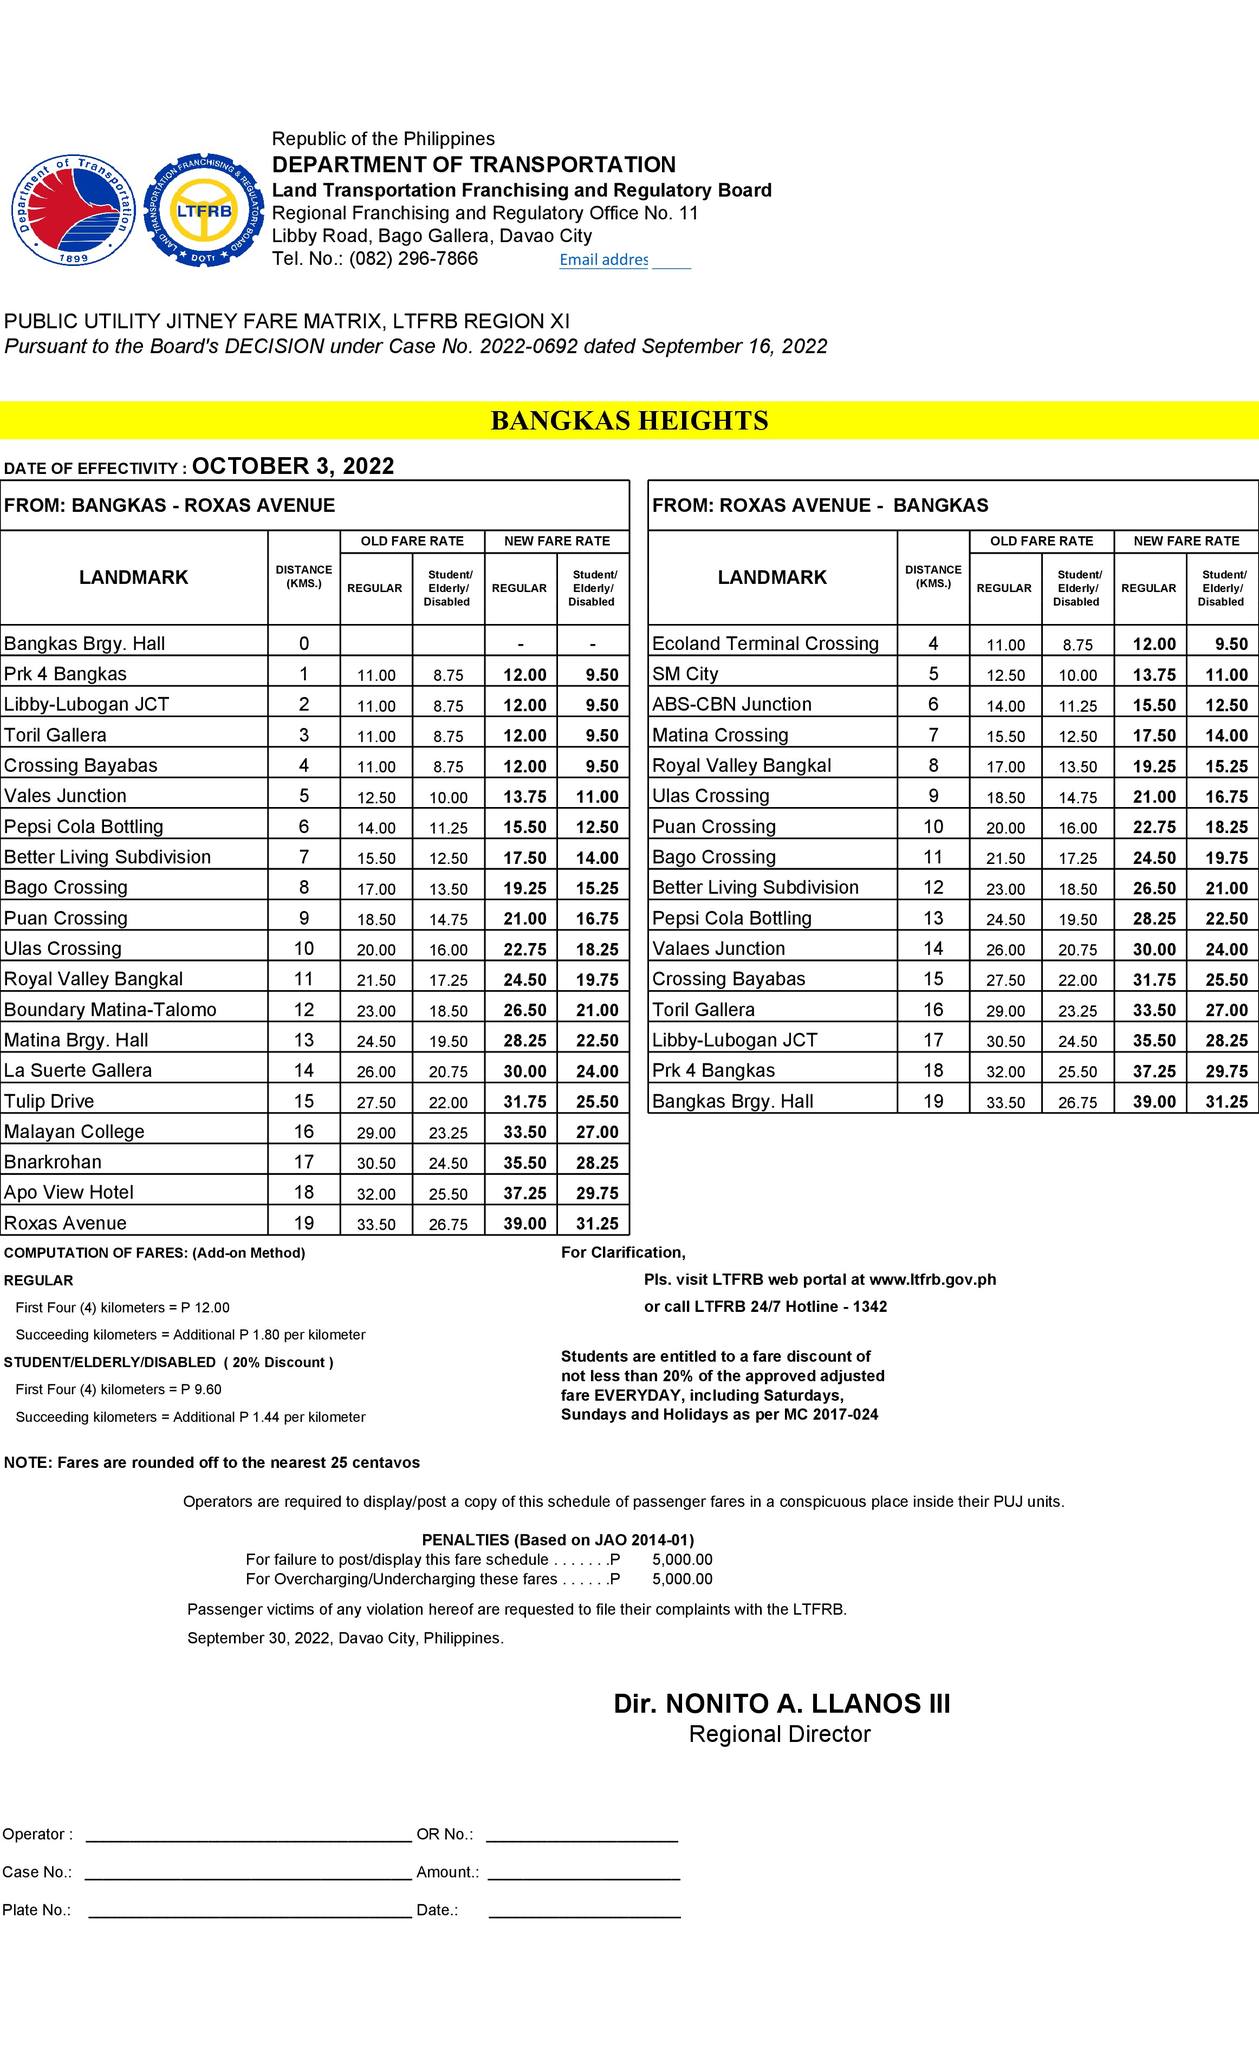 Republic of the Philippines
DEPARTMENT OF TRANSPORTATION
Land Transportation Franchising and Regulatory Board
Regional Franchising and Regulatory Office No. 11
Libby Road, Bago Gallera, Davao City
Tel. No.: (082) 296-7866 Email addres
Department of Transportation
1899
LAND TRANSPORTATION FRANCHISING & REGULATORY BOARD
LTFRB
DOTr
PUBLIC UTILITY JITNEY FARE MATRIX, LTFRB REGION XI
Pursuant to the Board's DECISION under Case No. 2022-0692 dated September 16, 2022
BANGKAS HEIGHTS
DATE OF EFFECTIVITY : OCTOBER 3, 2022
FROM: BANGKAS - ROXAS AVENUE
LANDMARK DISTANCE (KMS.) OLD FARE RATE NEW FARE RATE
REGULAR Student/ Elderly/ Disabled REGULAR Student/ Elderly/ Disabled
Bangkas Brgy. Hall 0 - -
Prk 4 Bangkas 1 11.00 8.75 12.00 9.50
Libby-Lubogan JCT 2 11.00 8.75 12.00 9.50
Toril Gallera 3 11.00 8.75 12.00 9.50
Crossing Bayabas 4 11.00 8.75 12.00 9.50
Vales Junction 5 12.50 10.00 13.75 11.00
Pepsi Cola Bottling 6 14.00 11.25 15.50 12.50
Better Living Subdivision 7 15.50 12.50 17.50 14.00
Bago Crossing 8 17.00 13.50 19.25 15.25
Puan Crossing 9 18.50 14.75 21.00 16.75
Ulas Crossing 10 20.00 16.00 22.75 18.25
Royal Valley Bangkal 11 21.50 17.25 24.50 19.75
Boundary Matina-Talomo 12 23.00 18.50 26.50 21.00
Matina Brgy. Hall 13 24.50 19.50 28.25 22.50
La Suerte Gallera 14 26.00 20.75 30.00 24.00
Tulip Drive 15 27.50 22.00 31.75 25.50
Malayan College 16 29.00 23.25 33.50 27.00
Bnarkrohan 17 30.50 24.50 35.50 28.25
Apo View Hotel 18 32.00 25.50 37.25 29.75
Roxas Avenue 19 33.50 26.75 39.00 31.25
FROM: ROXAS AVENUE - BANGKAS
LANDMARK DISTANCE (KMS.) OLD FARE RATE NEW FARE RATE
REGULAR Student/ Elderly/ Disabled REGULAR Student/ Elderly/ Disabled
Ecoland Terminal Crossing 4 11.00 8.75 12.00 9.50
SM City 5 12.50 10.00 13.75 11.00
ABS-CBN Junction 6 14.00 11.25 15.50 12.50
Matina Crossing 7 15.50 12.50 17.50 14.00
Royal Valley Bangkal 8 17.00 13.50 19.25 15.25
Ulas Crossing 9 18.50 14.75 21.00 16.75
Puan Crossing 10 20.00 16.00 22.75 18.25
Bago Crossing 11 21.50 17.25 24.50 19.75
Better Living Subdivision 12 23.00 18.50 26.50 21.00
Pepsi Cola Bottling 13 24.50 19.50 28.25 22.50
Valaes Junction 14 26.00 20.75 30.00 24.00
Crossing Bayabas 15 27.50 22.00 31.75 25.50
Toril Gallera 16 29.00 23.25 33.50 27.00
Libby-Lubogan JCT 17 30.50 24.50 35.50 28.25
Prk 4 Bangkas 18 32.00 25.50 37.25 29.75
Bangkas Brgy. Hall 19 33.50 26.75 39.00 31.25
COMPUTATION OF FARES: (Add-on Method)
REGULAR
First Four (4) kilometers = P 12.00
Succeeding kilometers = Additional P 1.80 per kilometer
STUDENT/ELDERLY/DISABLED ( 20% Discount )
First Four (4) kilometers = P 9.60
Succeeding kilometers = Additional P 1.44 per kilometer
For Clarification,
Pls. visit LTFRB web portal at www.ltfrb.gov.ph
or call LTFRB 24/7 Hotline - 1342
Students are entitled to a fare discount of
not less than 20% of the approved adjusted
fare EVERYDAY, including Saturdays,
Sundays and Holidays as per MC 2017-024
NOTE: Fares are rounded off to the nearest 25 centavos
Operators are required to display/post a copy of this schedule of passenger fares in a conspicuous place inside their PUJ units.
PENALTIES (Based on JAO 2014-01)
For failure to post/display this fare schedule . . . . . . .P 5,000.00
For Overcharging/Undercharging these fares . . . . . .P 5,000.00
Passenger victims of any violation hereof are requested to file their complaints with the LTFRB.
September 30, 2022, Davao City, Philippines.
Dir. NONITO A. LLANOS III
Regional Director
Operator : OR No.:
Case No.: Amount.:
Plate No.: Date.: